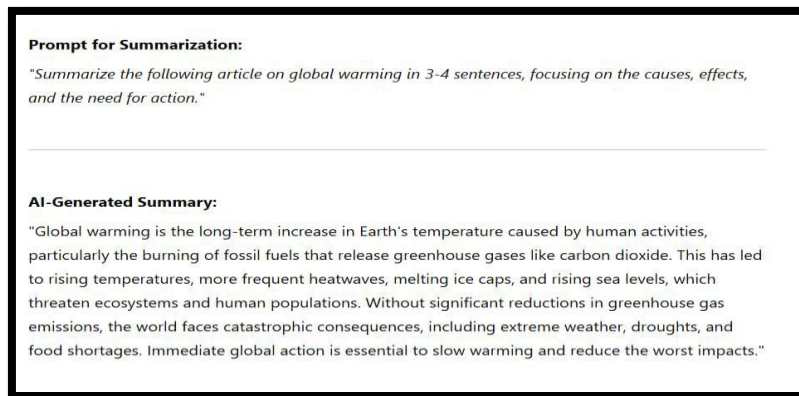 Prompt for Summarization:
"Summarize the following article on global warming in 3-4 sentences, focusing on the causes, effects,
and the need for action."
AI-Generated Summary:
"Global warming is the long-term increase in Earth's temperature caused by human activities,
particularly the burning of fossil fuels that release greenhouse gases like carbon dioxide. This has led
to rising temperatures, more frequent heatwaves, melting ice caps, and rising sea levels, which
threaten ecosystems and human populations. Without significant reductions in greenhouse gas
emissions, the world faces catastrophic consequences, including extreme weather, droughts, and
food shortages. Immediate global action is essential to slow warming and reduce the worst impacts."